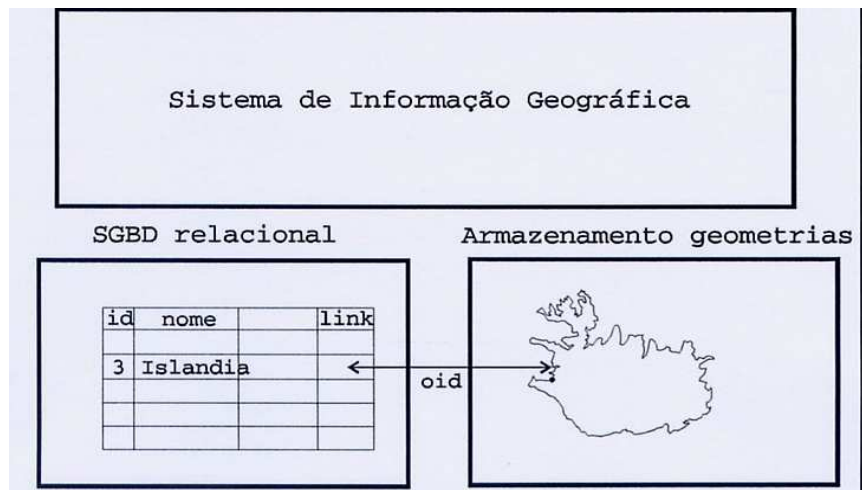 Sistema de Informação Geográfica
SGBD relacional
Armazenamento geometrias
id nome link
3 Islandia
oid